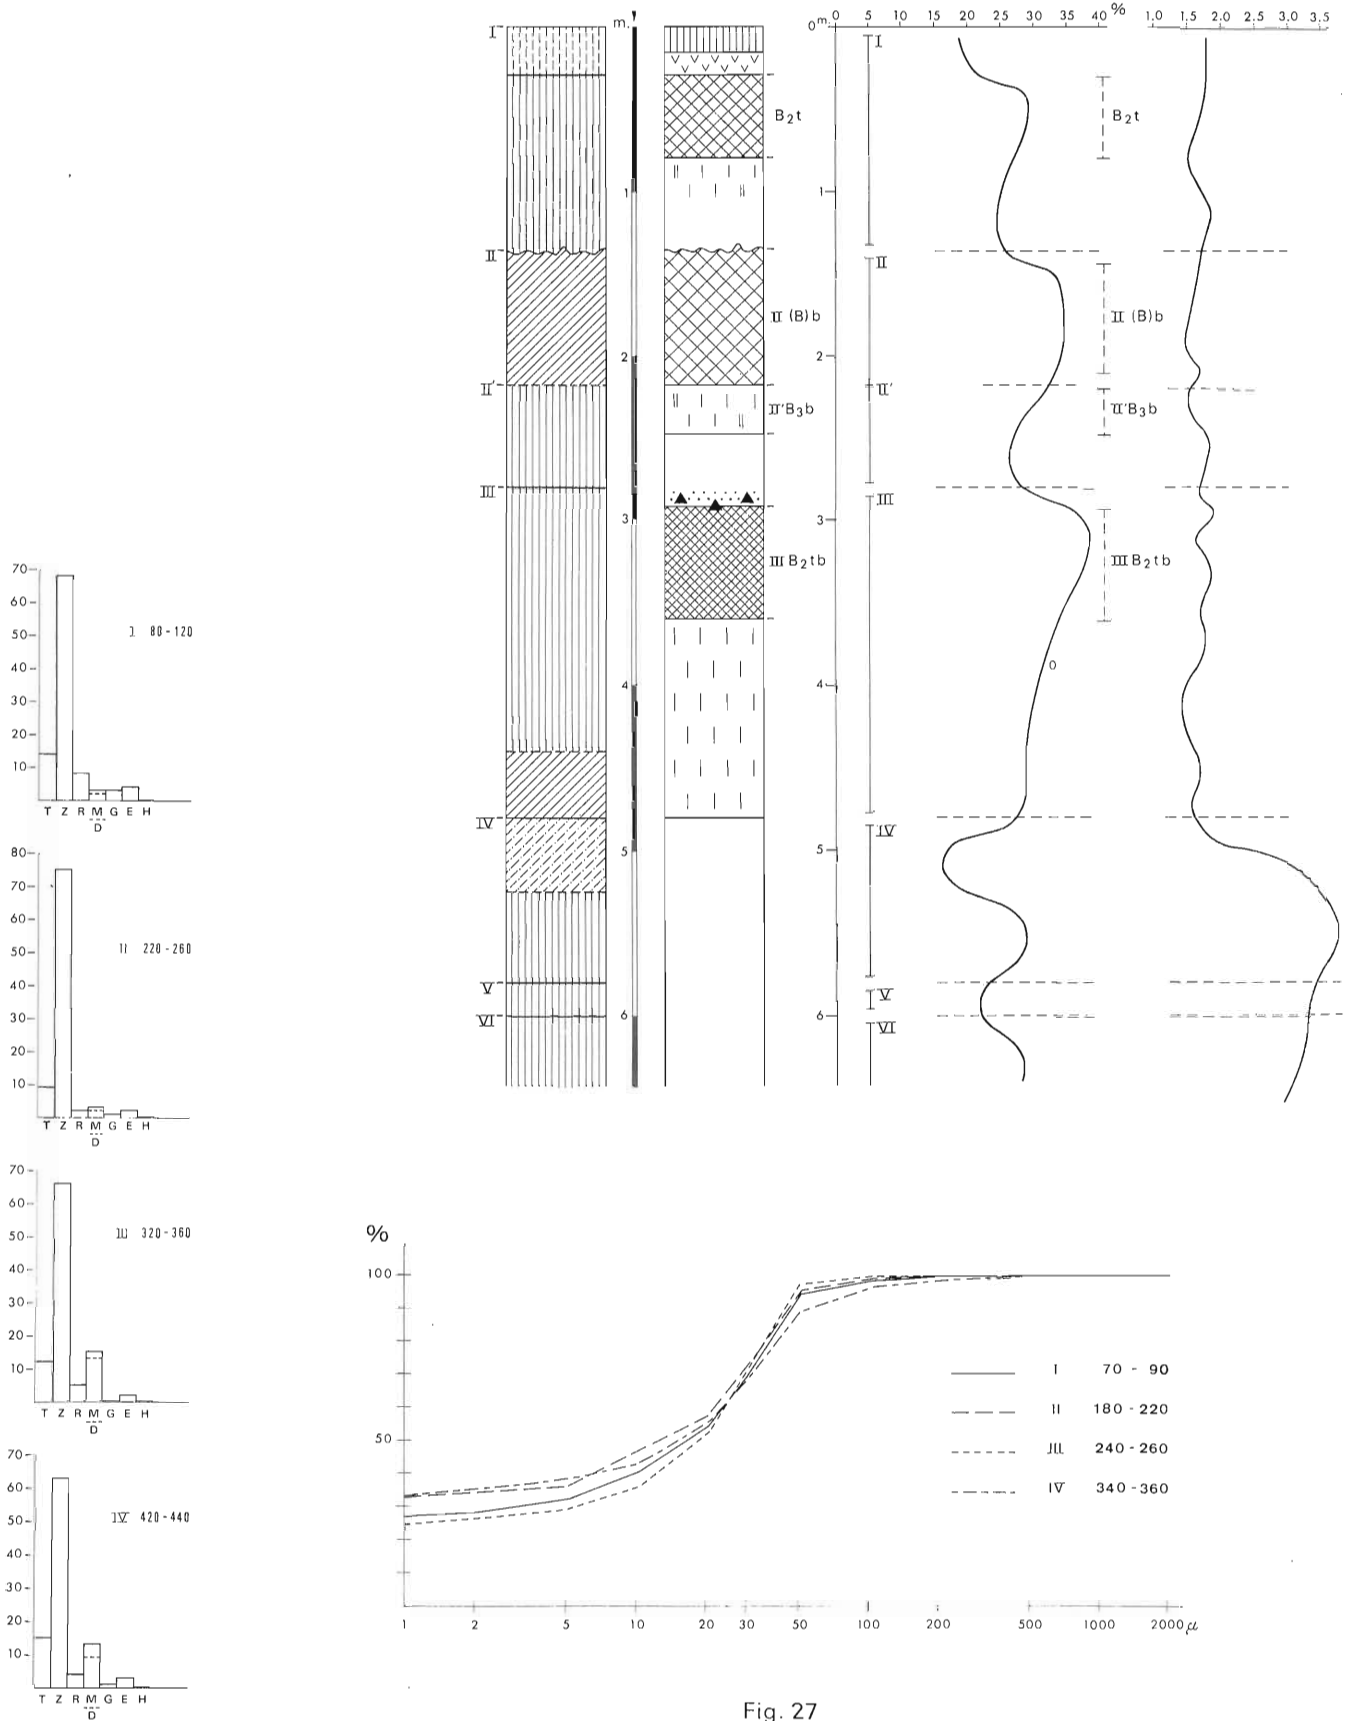 m.
0 m.
0 5 10 15 20 25 30 35 40 %
1.0 1.5 2.0 2.5 3.0 3.5
I
I
B2t
B2t
1
1
II
II
II (B)b
II (B)b
2
2
II'
II'
II'B3b
II'B3b
III
III
3
3
III B2tb
III B2tb
0
4
4
IV
IV
5
5
V
V
VI
6
6
VI
70
60
50
40
30
20
10
I 80-120
T Z R M G E H
D
80
70
60
50
40
30
20
10
II 220-260
T Z R M G E H
D
70
60
50
40
30
20
10
III 320-360
T Z R M G E H
D
70
60
50
40
30
20
10
IV 420-440
T Z R M G E H
D
%
100
50
I 70 - 90
II 180 - 220
III 240 - 260
IV 340 - 360
1 2 5 10 20 30 50 100 200 500 1000 2000 μ
Fig. 27